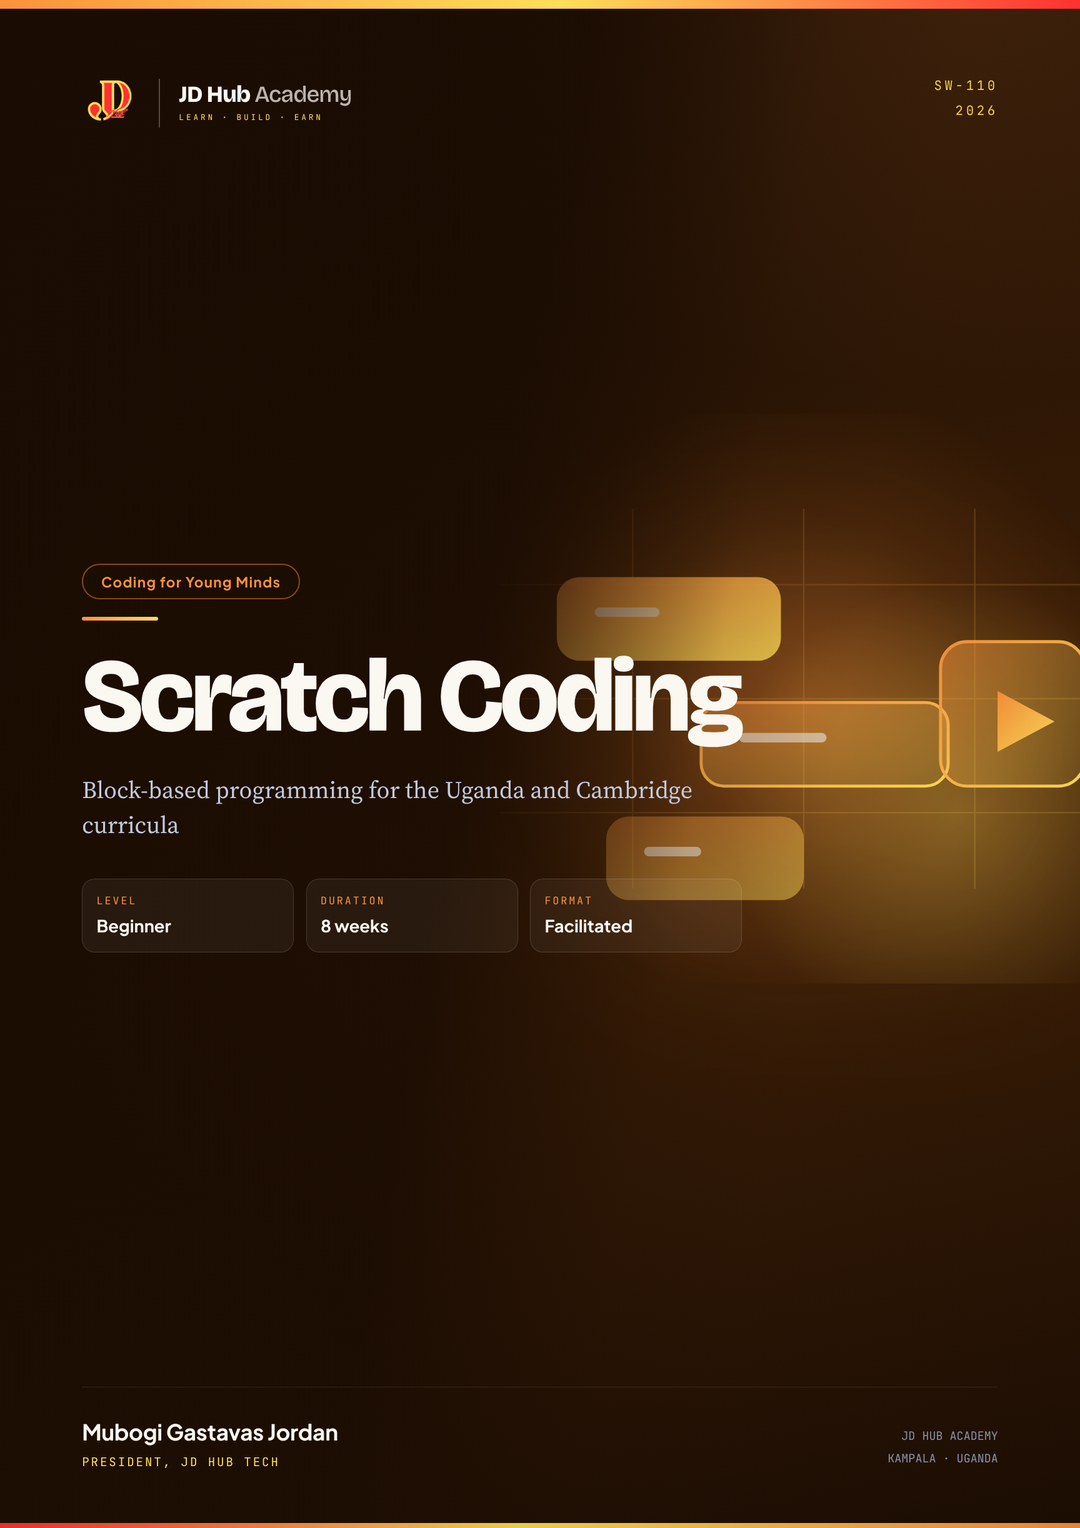 JD Hub Academy
LEARN · BUILD · EARN
SW-110
2026
Coding for Young Minds
Scratch Coding
Block-based programming for the Uganda and Cambridge
curricula
LEVEL
Beginner
DURATION
8 weeks
FORMAT
Facilitated
Mubogi Gastavas Jordan
PRESIDENT, JD HUB TECH
JD HUB ACADEMY
KAMPALA · UGANDA